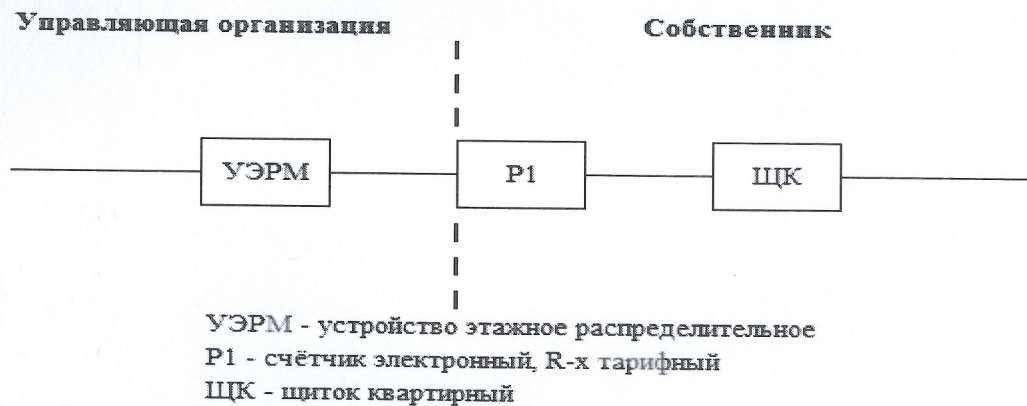 Управляющая организация
Собственник
УЭРМ
Р1
ЩК
УЭРМ - устройство этажное распределительное
Р1 - счётчик электронный, R-х тарифный
ЩК - щиток квартирный